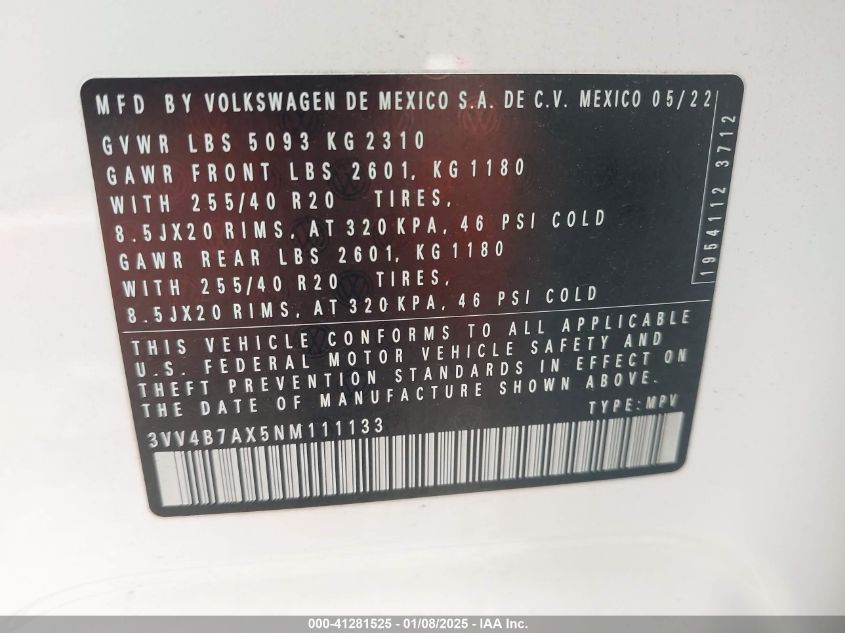 MFD BY VOLKSWAGEN DE MEXICO S.A. DE C.V. MEXICO 05/22
GVWR LBS 5093 KG 2310
GAWR FRONT LBS 2601, KG 1180
WITH 255/40 R20 TIRES,
8.5JX20 RIMS, AT 320 KPA, 46 PSI COLD
GAWR REAR LBS 2601, KG 1180
WITH 255/40 R20 TIRES,
8.5JX20 RIMS, AT 320 KPA, 46 PSI COLD
1954112 3712
THIS VEHICLE CONFORMS TO ALL APPLICABLE
U.S. FEDERAL MOTOR VEHICLE SAFETY AND
THEFT PREVENTION STANDARDS IN EFFECT ON
THE DATE OF MANUFACTURE SHOWN ABOVE.
TYPE: MPV
3VV4B7AX5NM111133
000-41281525 - 01/08/2025 - IAA Inc.